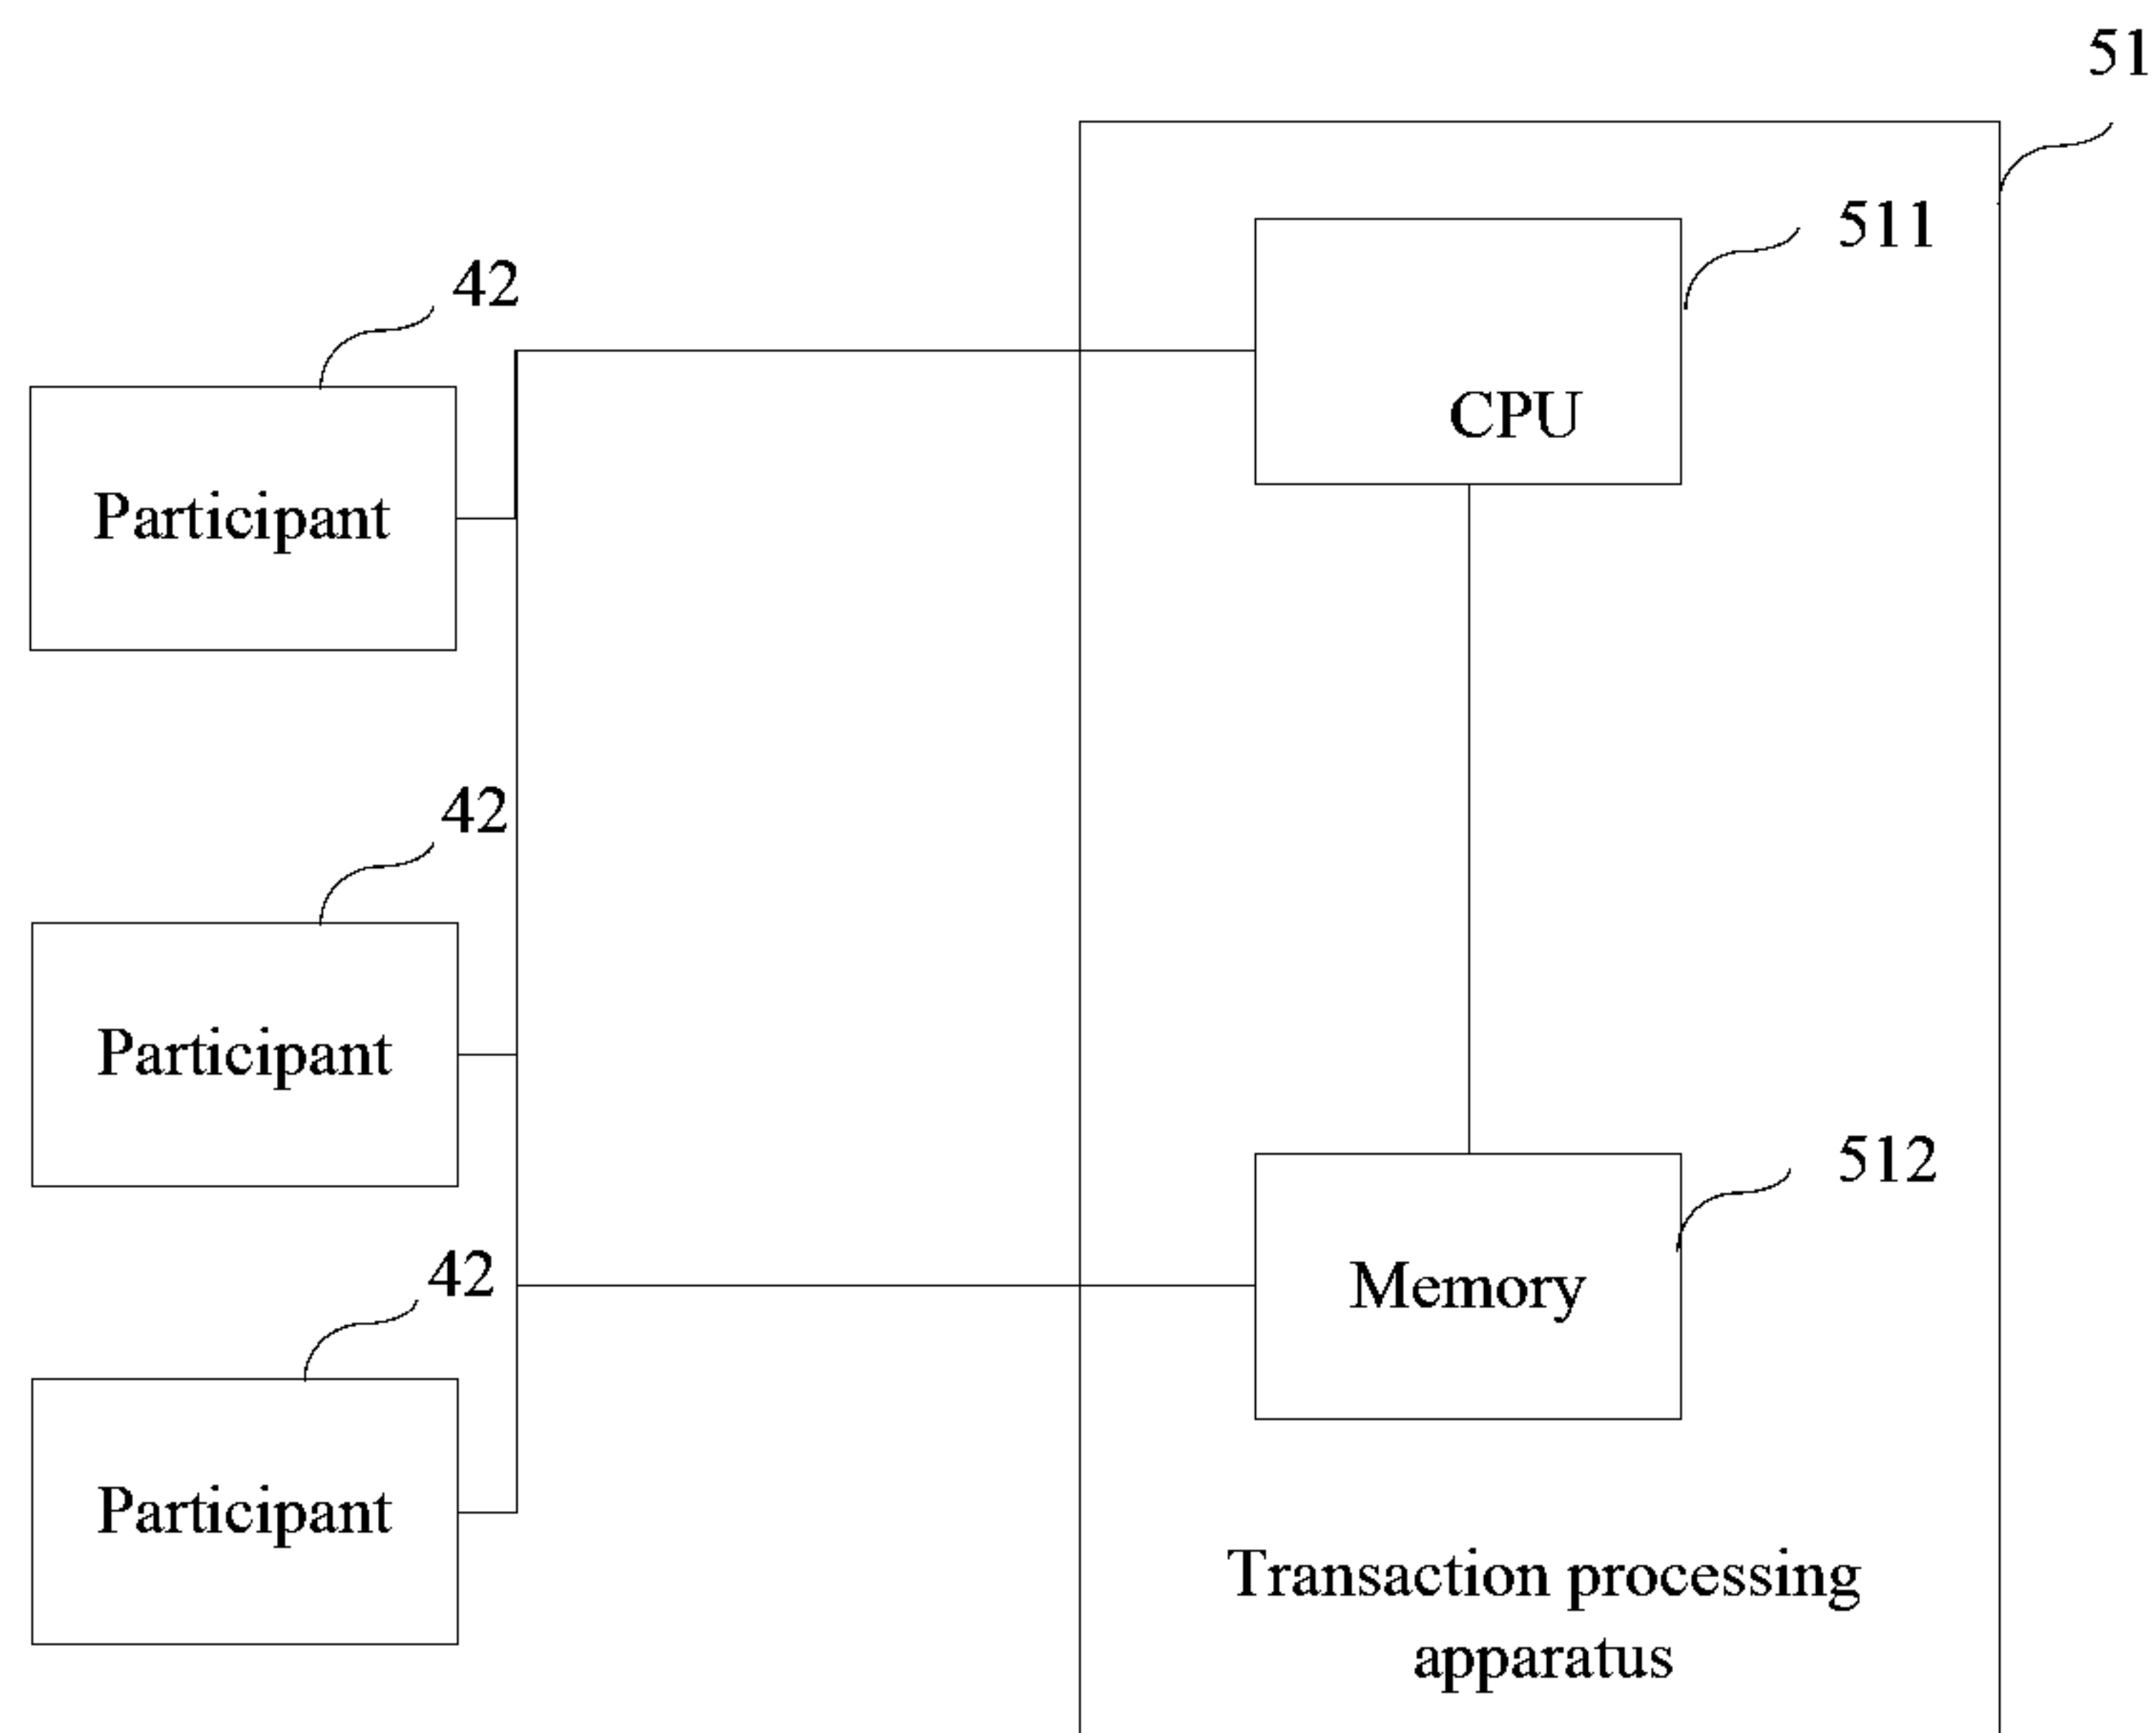 51
511
42
CPU
Participant
42
Participant
512
42
Memory
Participant
Transaction processing
apparatus